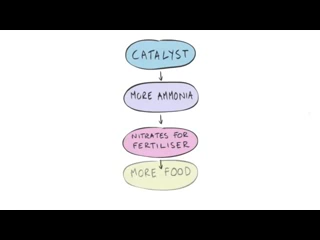 CATALYST
MORE AMMONIA
NITRATES FOR
FERTILISER
MORE FOOD